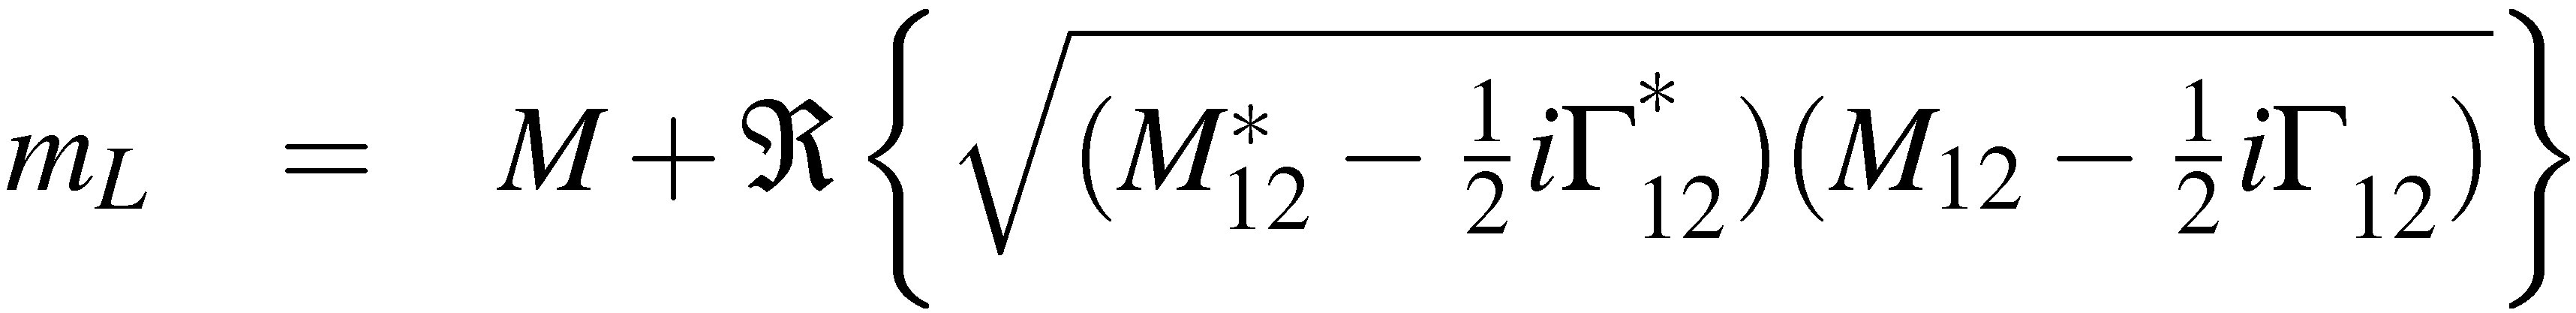 $m_L = M + \Re\left\{ \sqrt{(M_{12}^* - \frac{1}{2} i \Gamma_{12}^*)(M_{12} - \frac{1}{2} i \Gamma_{12})} \right\}$